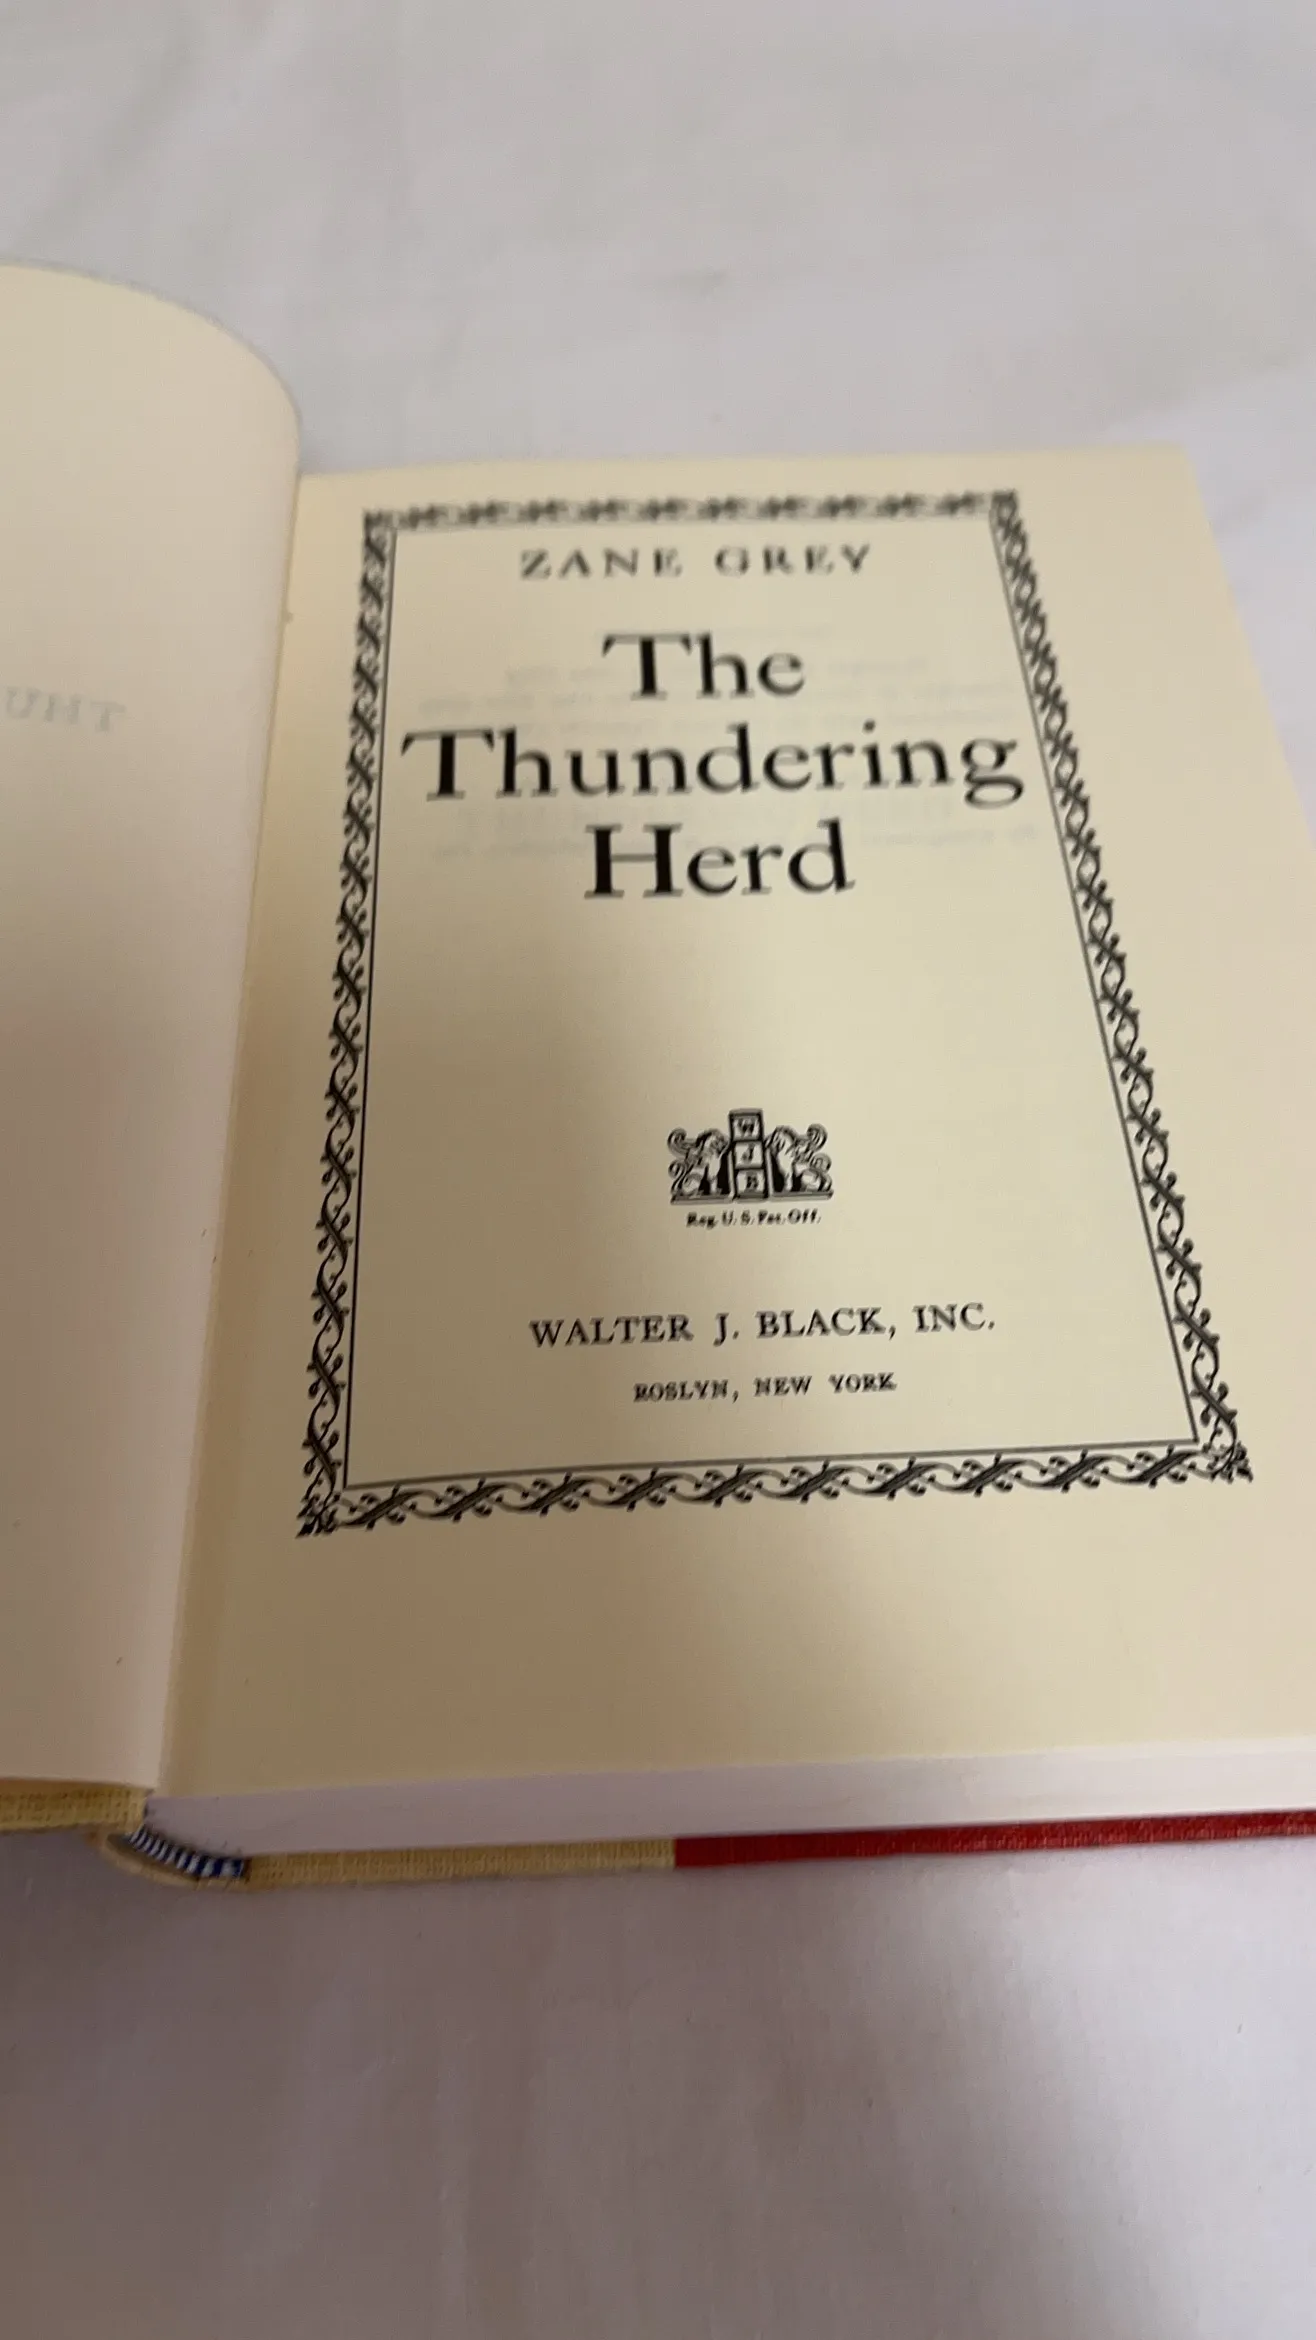 ZANE GREY
The
Thundering
Herd
W
J
B
Reg. U. S. Pat. Off.
WALTER J. BLACK, INC.
ROSLYN, NEW YORK